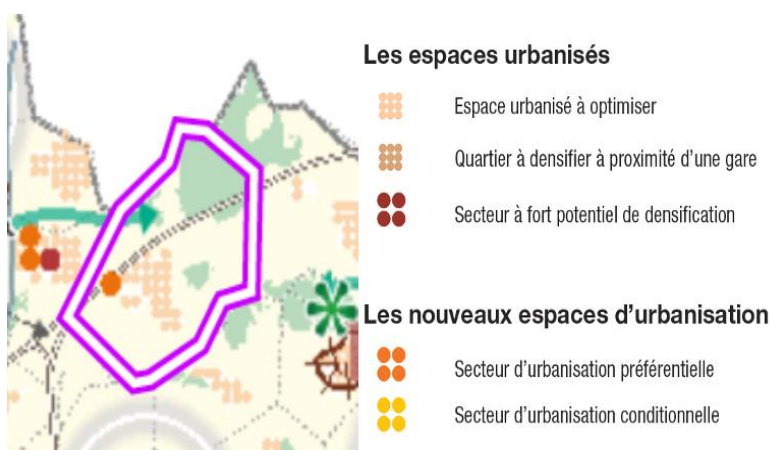 Les espaces urbanisés
Espace urbanisé à optimiser
Quartier à densifier à proximité d’une gare
Secteur à fort potentiel de densification
Les nouveaux espaces d’urbanisation
Secteur d’urbanisation préférentielle
Secteur d’urbanisation conditionnelle